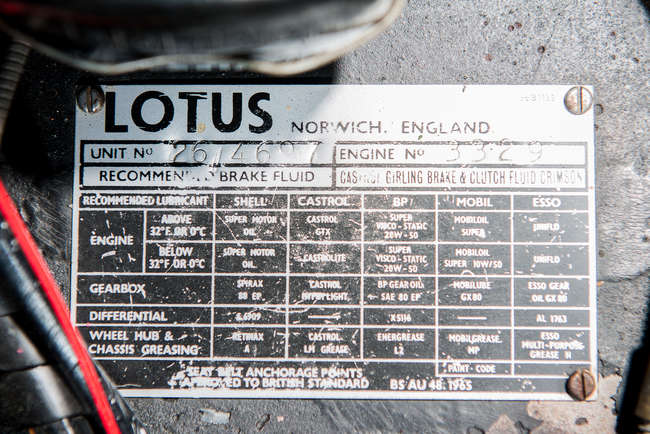 LOTUS NORWICH. ENGLAND.
UNIT Nº 26/4607 ENGINE Nº 3329
BRAKE FLUID CASTROL GIRLING BRAKE & CLUTCH FLUID CRIMSON
RECOMMENDED LUBRICANT SHELL CASTROL BP MOBIL ESSO
ENGINE ABOVE 32°F. OR 0°C SUPER MOTOR OIL CASTROL GTX SUPER VISCO-STATIC 20W-50 MOBILOIL SUPER UNIFLO
BELOW 32°F. OR 0°C SUPER MOTOR OIL. CASTROLITE SUPER VISCO-STATIC 20W-50 MOBILOIL SUPER 10W/50 UNIFLO
GEARBOX SPIRAX 80 EP CASTROL BP GEAR OIL SAE 80 EP MOBILUBE GX80 ESSO GEAR OIL GX 80
DIFFERENTIAL — X5116 — AL 1763
WHEEL HUB & CHASSIS GREASING RETINAX A CASTROL LM GREASE ENERGREASE L2 MOBILGREASE MP ESSO MULTI-PURPOSE GREASE H
PAINT-CODE
SEAT BELT ANCHORAGE POINTS
APPROVED TO BRITISH STANDARD BS AU 48. 1965